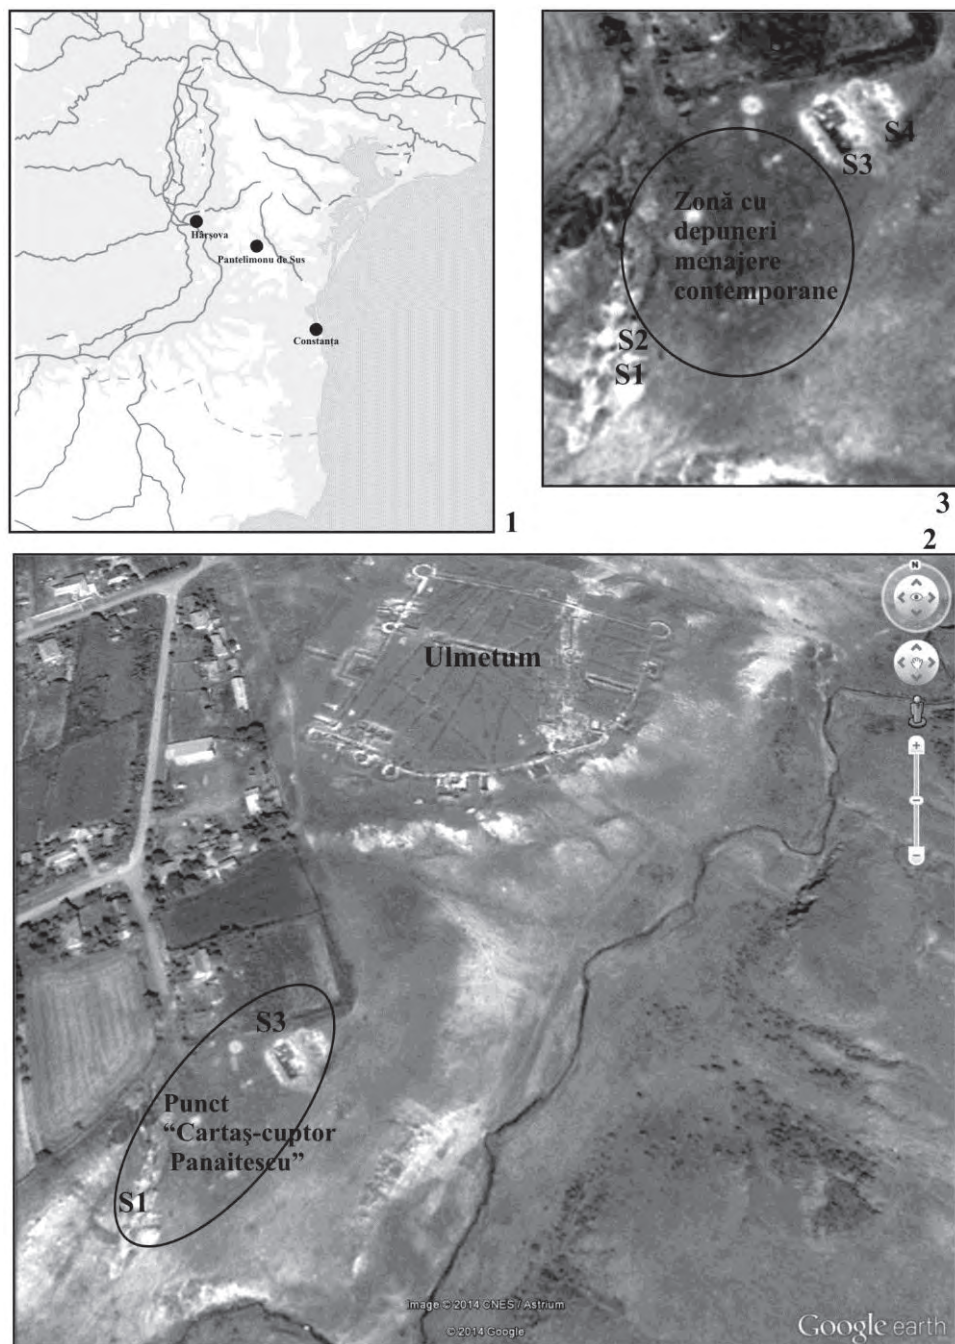 Hârşova
Pantelimonu de Sus
Constanţa
1
S4
S3
Zonă cu
depuneri
menajere
contemporane
S2
S1
3
2
N
Ulmetum
S3
Punct
“Cartaş-cuptor
Panaitescu”
S1
Image © 2014 CNES / Astrium
© 2014 Google
Google earth